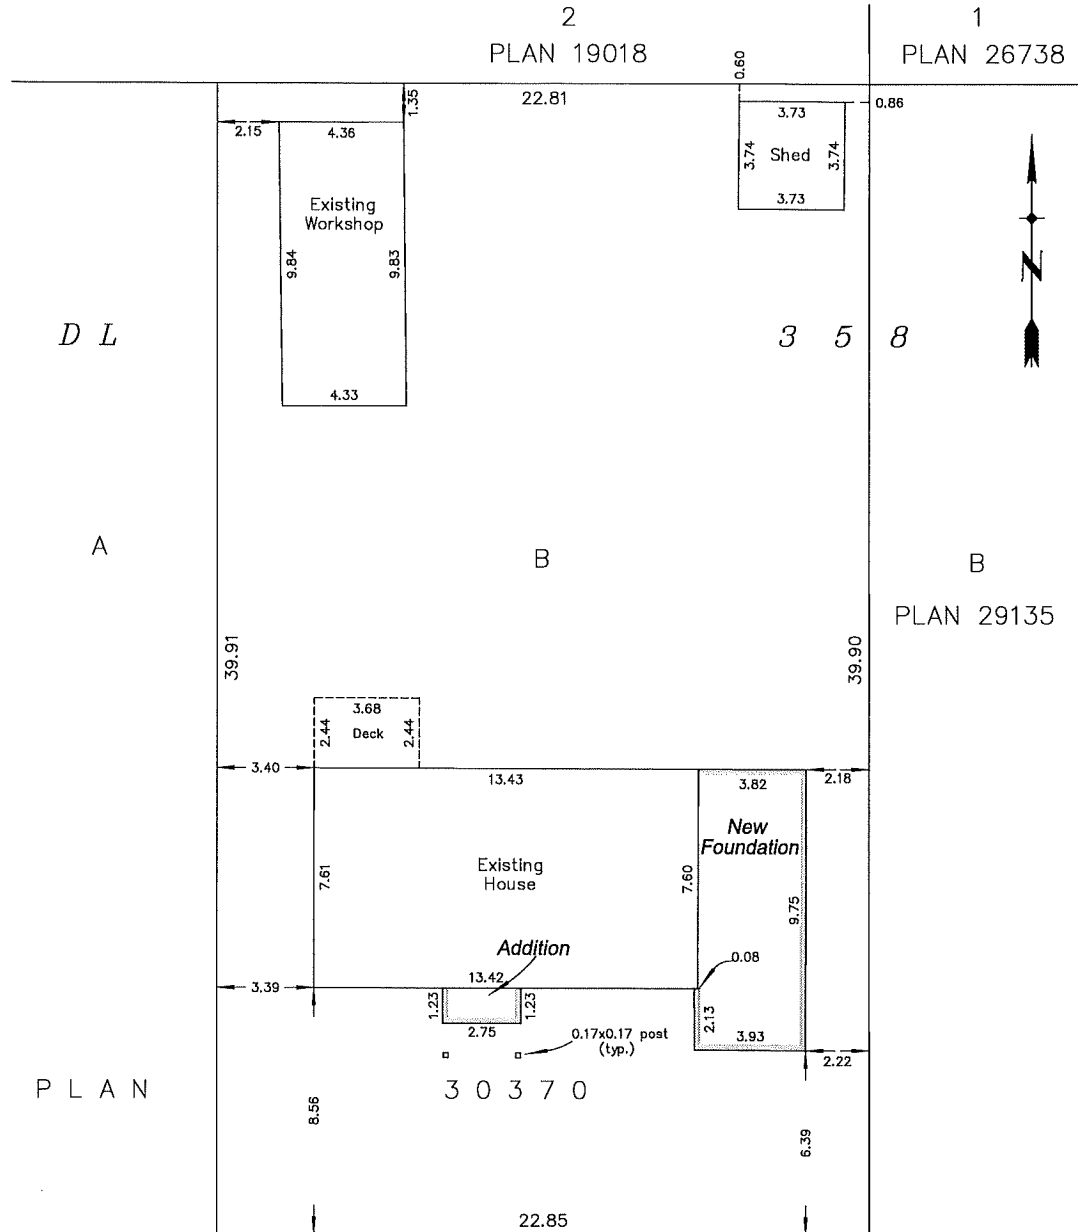 2
PLAN 19018
1
PLAN 26738
0.60
1.35
22.81
0.86
2.15
4.36
3.73
3.74
Shed
3.74
3.73
Existing
Workshop
9.84
9.83
N
D L
3 5 8
4.33
A
B
B
PLAN 29135
39.91
39.90
3.68
2.44
Deck
2.44
3.40
13.43
3.82
2.18
New
Foundation
7.61
Existing
House
7.60
9.75
Addition
0.08
3.39
13.42
1.23
1.23
2.75
2.13
3.93
0.17x0.17 post
(typ.)
2.22
PLAN
30370
8.56
6.39
22.85